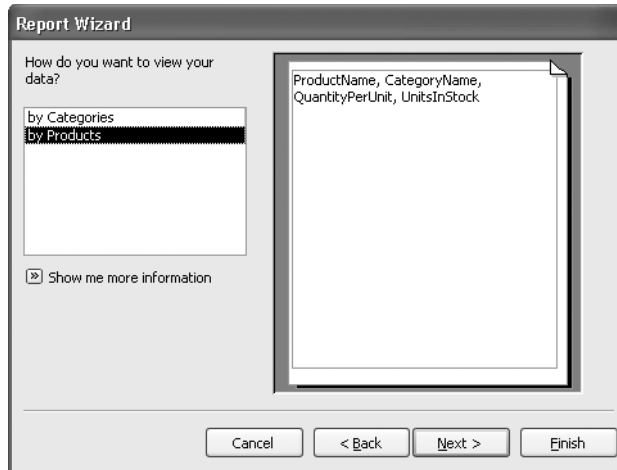 Report Wizard
How do you want to view your
data?
by Categories
by Products
Show me more information
ProductName, CategoryName,
QuantityPerUnit, UnitsInStock
Cancel
< Back
Next >
Finish